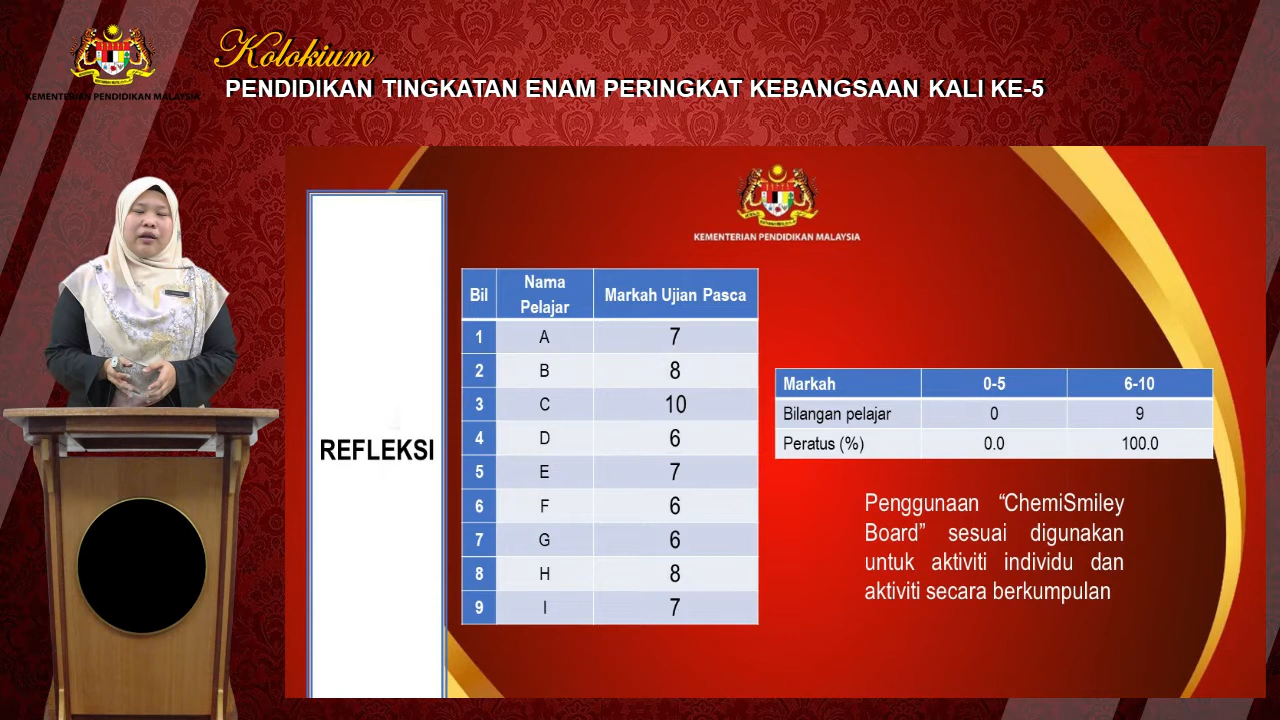 Kolokium
PENDIDIKAN TINGKATAN ENAM PERINGKAT KEBANGSAAN KALI KE-5
KEMENTERIAN PENDIDIKAN MALAYSIA
KEMENTERIAN PENDIDIKAN MALAYSIA
REFLEKSI
Bil Nama Pelajar Markah Ujian Pasca
1 A 7
2 B 8
3 C 10
4 D 6
5 E 7
6 F 6
7 G 6
8 H 8
9 I 7
Markah 0-5 6-10
Bilangan pelajar 0 9
Peratus (%) 0.0 100.0
Penggunaan “ChemiSmiley
Board” sesuai digunakan
untuk aktiviti individu dan
aktiviti secara berkumpulan